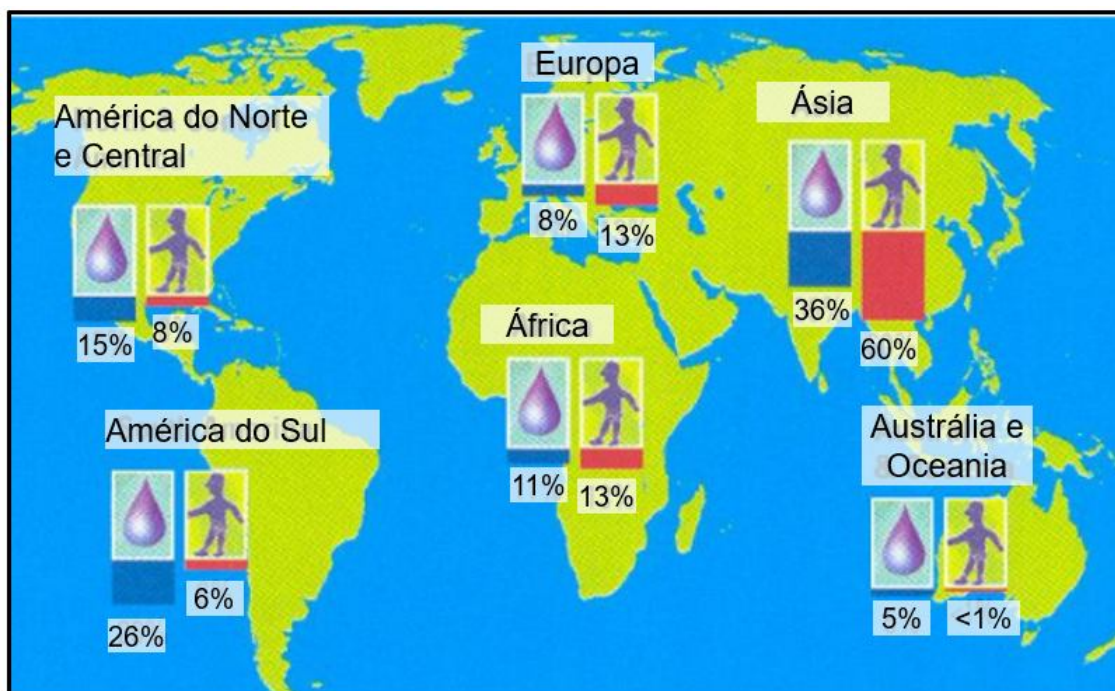 Europa
8%
13%
Ásia
36%
60%
América do Norte
e Central
15%
8%
África
11%
13%
América do Sul
26%
6%
Austrália e
Oceania
5%
<1%